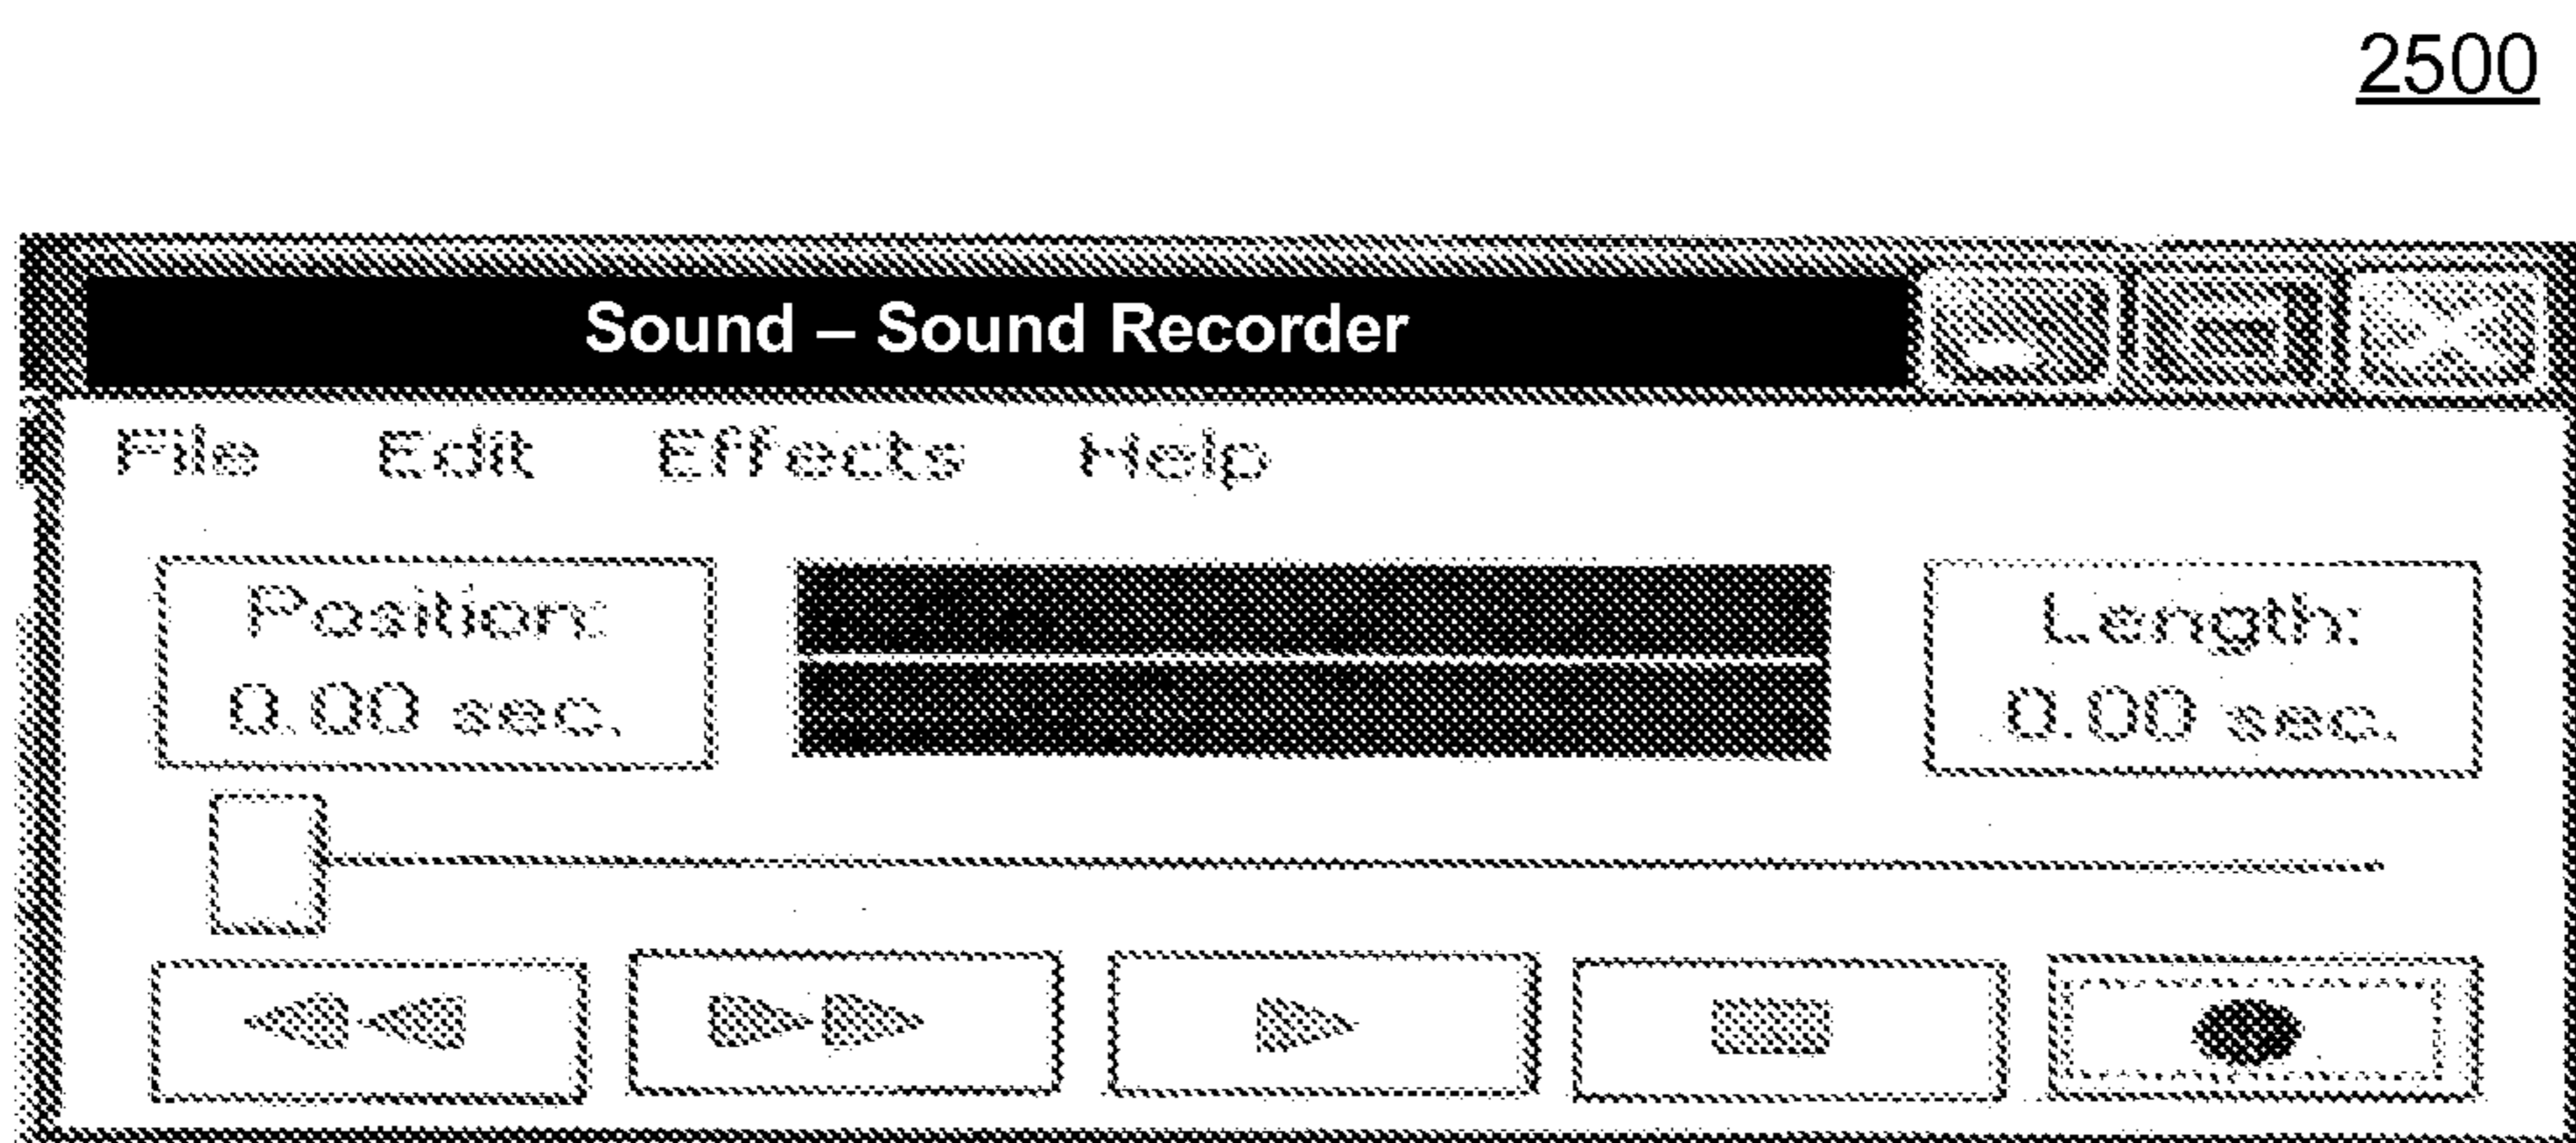 2500
Sound – Sound Recorder
File Edit Effects Help
Position:
0.00 sec.
Length:
0.00 sec.